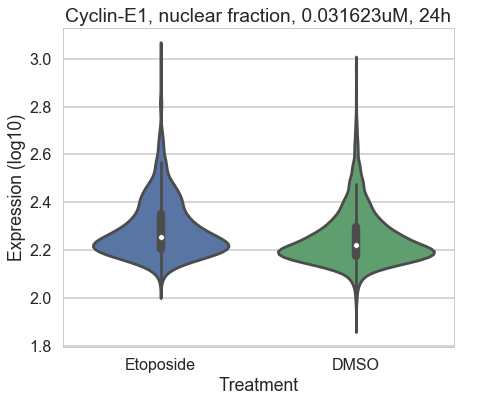 Cyclin-E1, nuclear fraction, 0.031623uM, 24h
Expression (log10)
3.0
2.8
2.6
2.4
2.2
2.0
1.8
Etoposide DMSO
Treatment